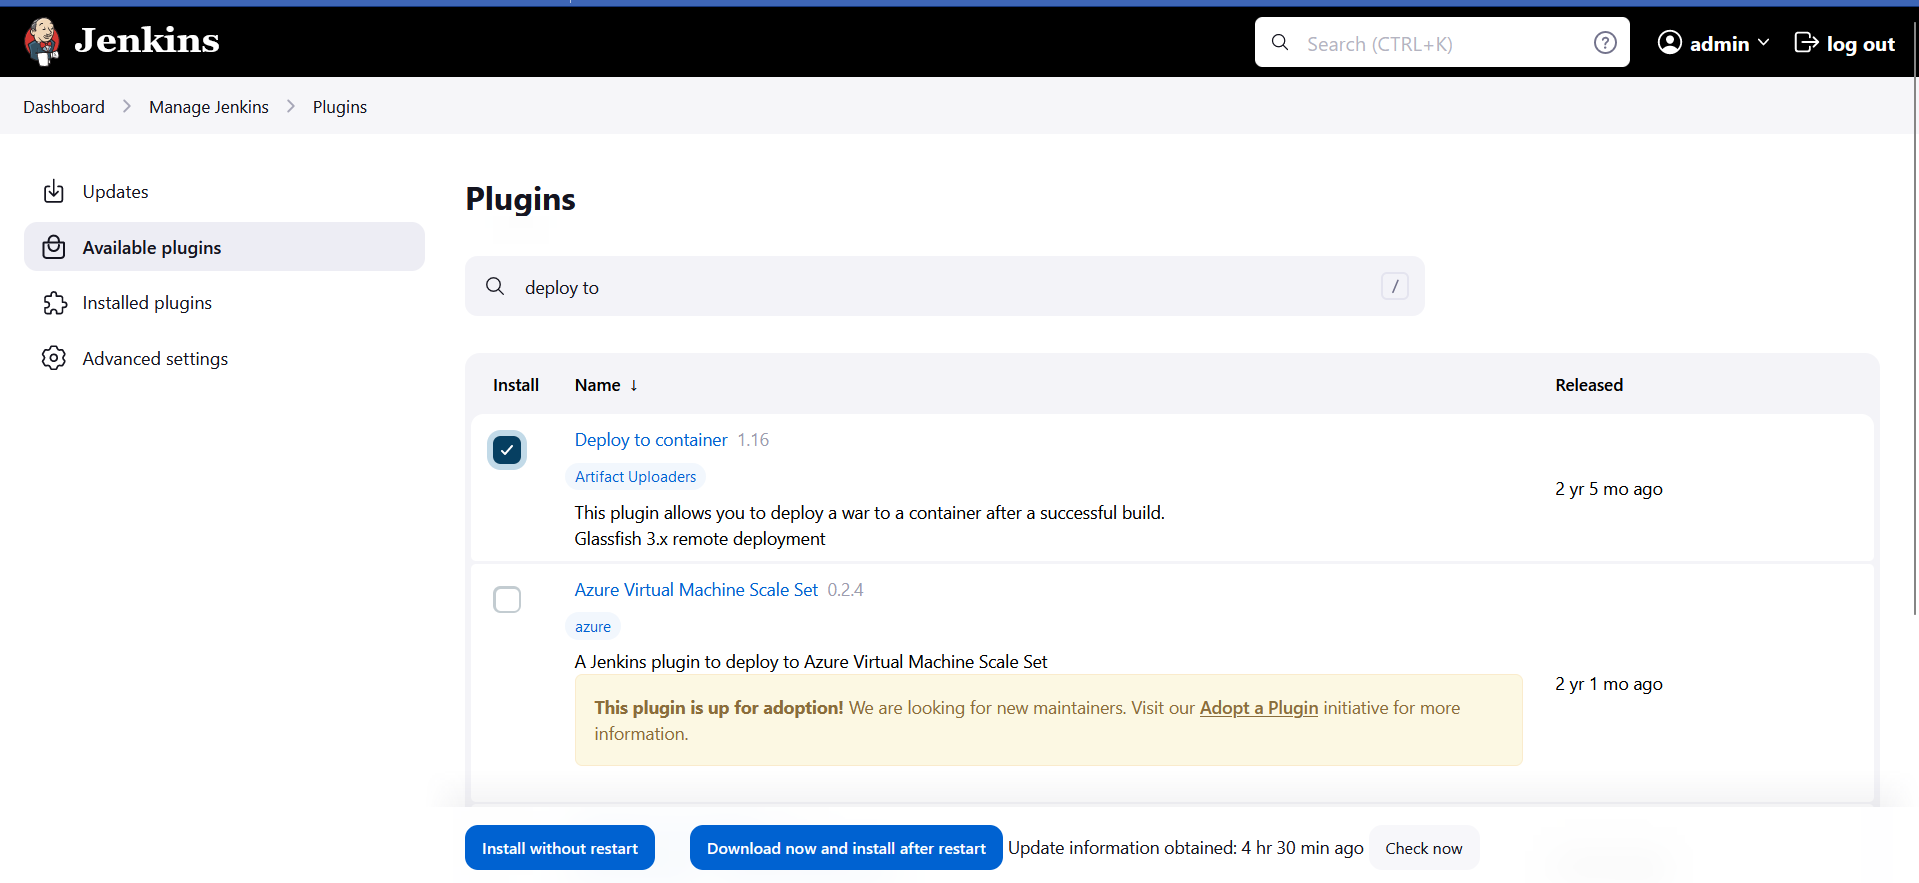 Jenkins
Search (CTRL+K)
admin
log out
Dashboard
Manage Jenkins
Plugins
Updates
Available plugins
Installed plugins
Advanced settings
Plugins
deploy to
/
Install
Name ↓
Released
Deploy to container 1.16
Artifact Uploaders
This plugin allows you to deploy a war to a container after a successful build.
Glassfish 3.x remote deployment
2 yr 5 mo ago
Azure Virtual Machine Scale Set 0.2.4
azure
A Jenkins plugin to deploy to Azure Virtual Machine Scale Set
This plugin is up for adoption! We are looking for new maintainers. Visit our Adopt a Plugin initiative for more
information.
2 yr 1 mo ago
Install without restart
Download now and install after restart
Update information obtained: 4 hr 30 min ago
Check now